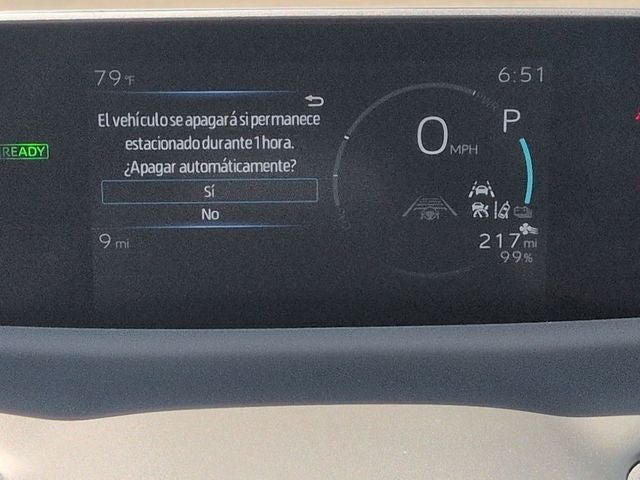 79°F
6:51
El vehículo se apagará si permanece
estacionado durante 1 hora.
¿Apagar automáticamente?
Sí
No
9 mi
READY
0 MPH
P
217 mi
99%